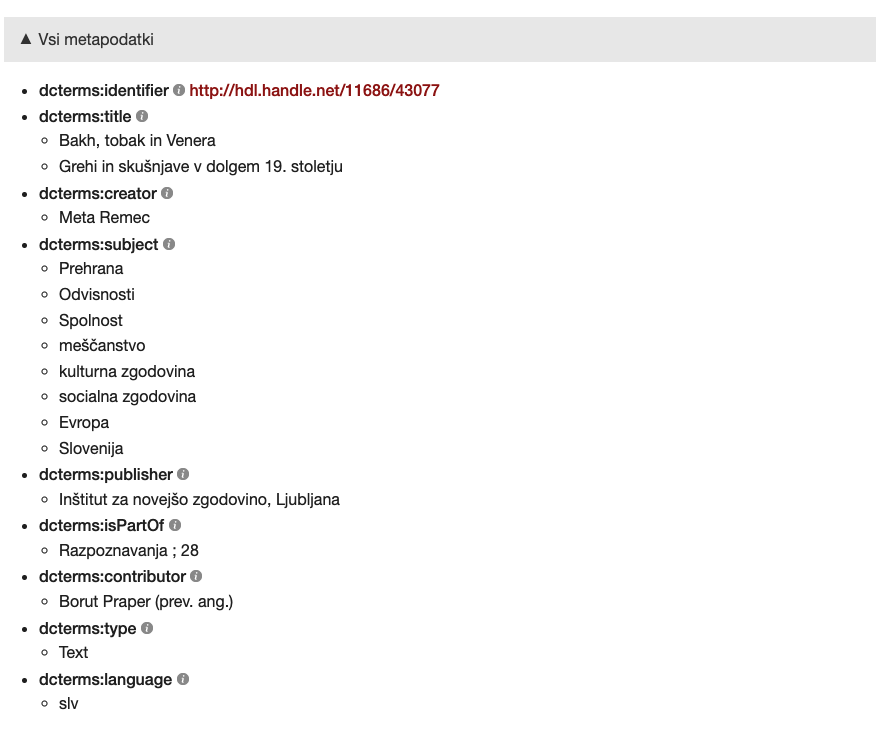 ▲ Vsi metapodatki
dcterms:identifier http://hdl.handle.net/11686/43077
dcterms:title
Bakh, tobak in Venera
Grehi in skušnjave v dolgem 19. stoletju
dcterms:creator
Meta Remec
dcterms:subject
Prehrana
Odvisnosti
Spolnost
meščanstvo
kulturna zgodovina
socialna zgodovina
Evropa
Slovenija
dcterms:publisher
Inštitut za novejšo zgodovino, Ljubljana
dcterms:isPartOf
Razpoznavanja ; 28
dcterms:contributor
Borut Praper (prev. ang.)
dcterms:type
Text
dcterms:language
slv